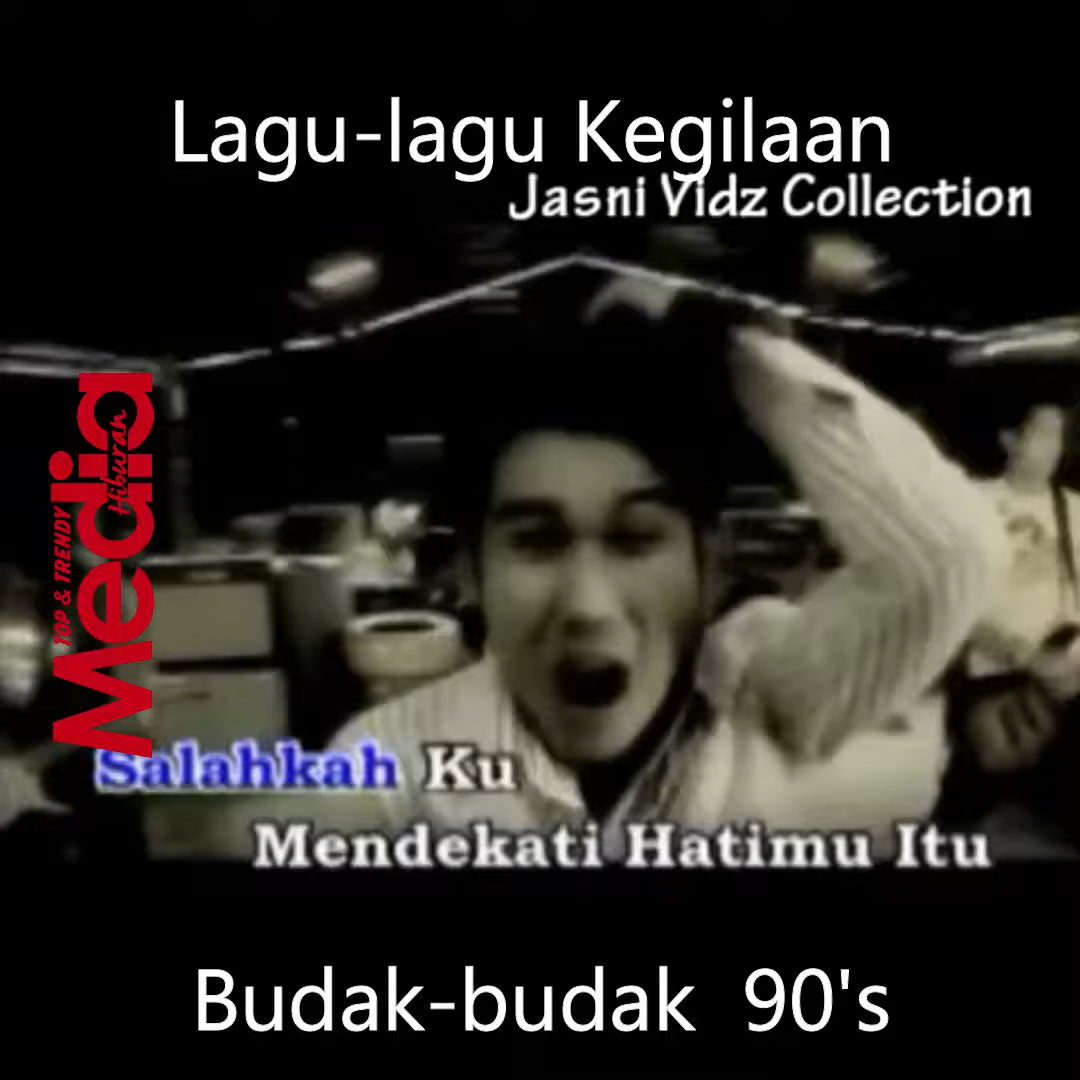 Lagu-lagu Kegilaan
Jasni Vidz Collection
TOP & TRENDY
Media
Hiburan
Salahkah Ku
Mendekati Hatimu Itu
Budak-budak 90's